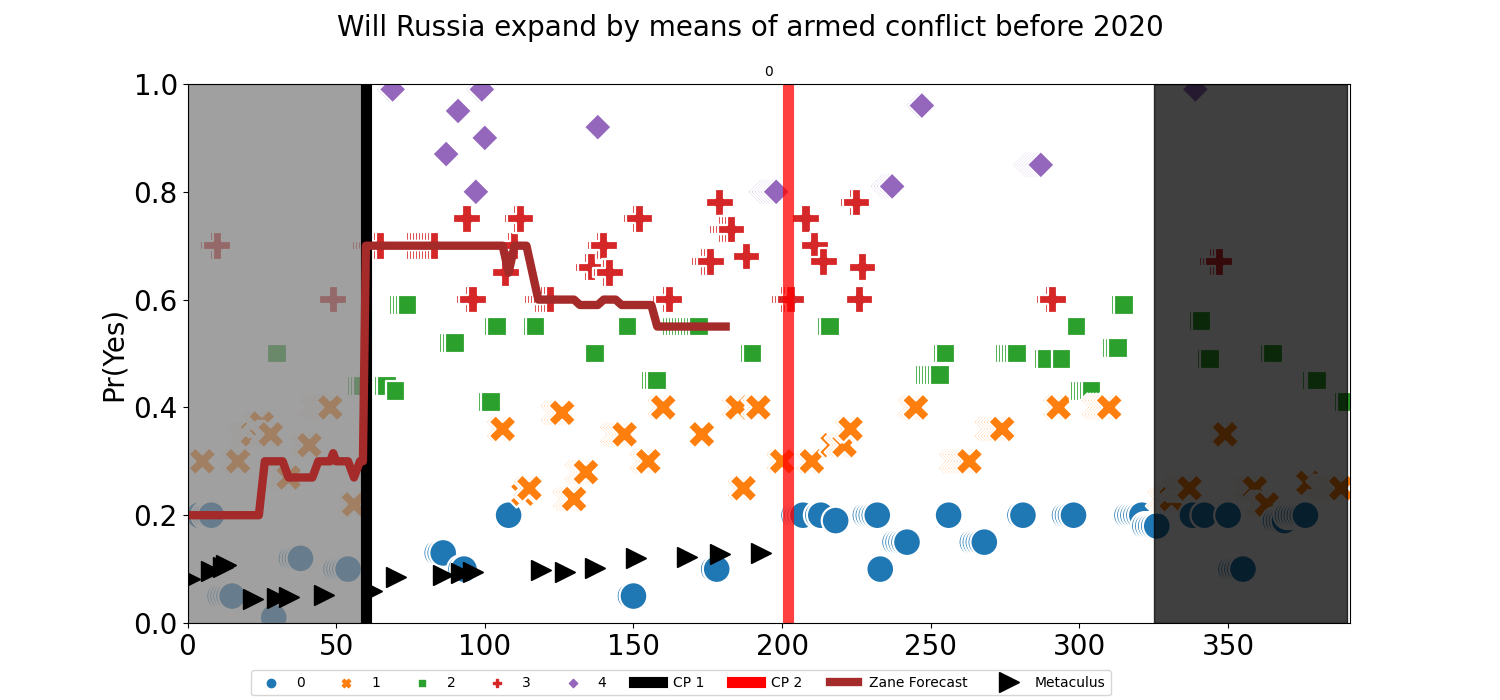 Will Russia expand by means of armed conflict before 2020
0
1.0
0.8
0.6
0.4
0.2
0.0
Pr(Yes)
0 50 100 150 200 250 300 350
0 1 2 3 4 CP 1 CP 2 Zane Forecast Metaculus